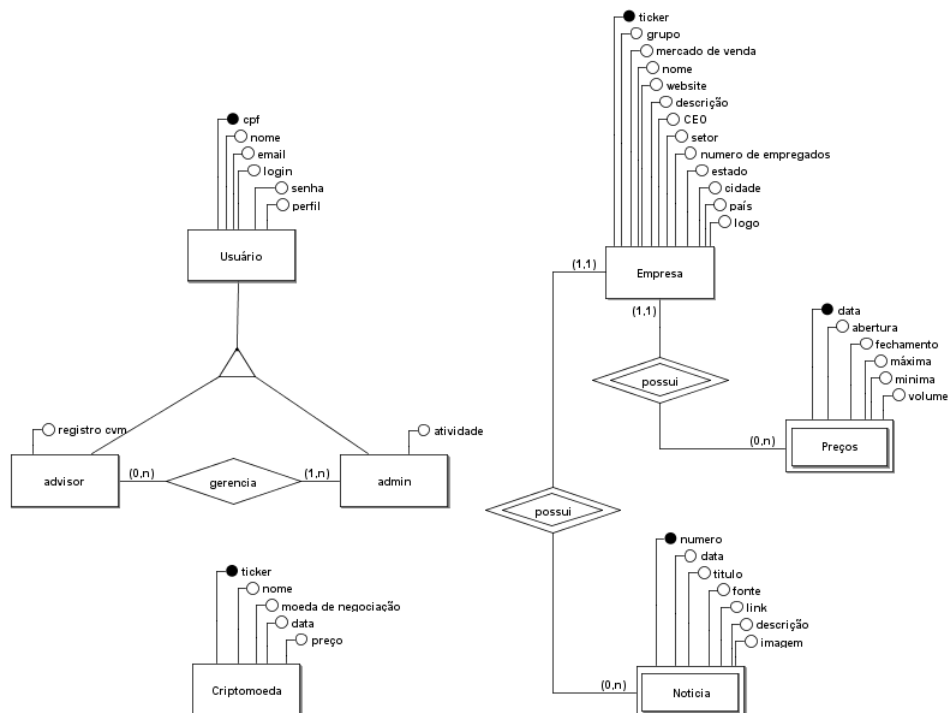 ticker
grupo
mercado de venda
nome
website
descrição
CEO
setor
numero de empregados
estado
cidade
país
logo
Empresa
cpf
nome
email
login
senha
perfil
Usuário
(1,1)
(1,1)
data
abertura
fechamento
máxima
minima
volume
possui
Preços
(0,n)
registro cvm
atividade
advisor
(0,n)
gerencia
(1,n)
admin
possui
numero
data
titulo
fonte
link
descrição
imagem
(0,n)
Noticia
ticker
nome
moeda de negociação
data
preço
Criptomoeda